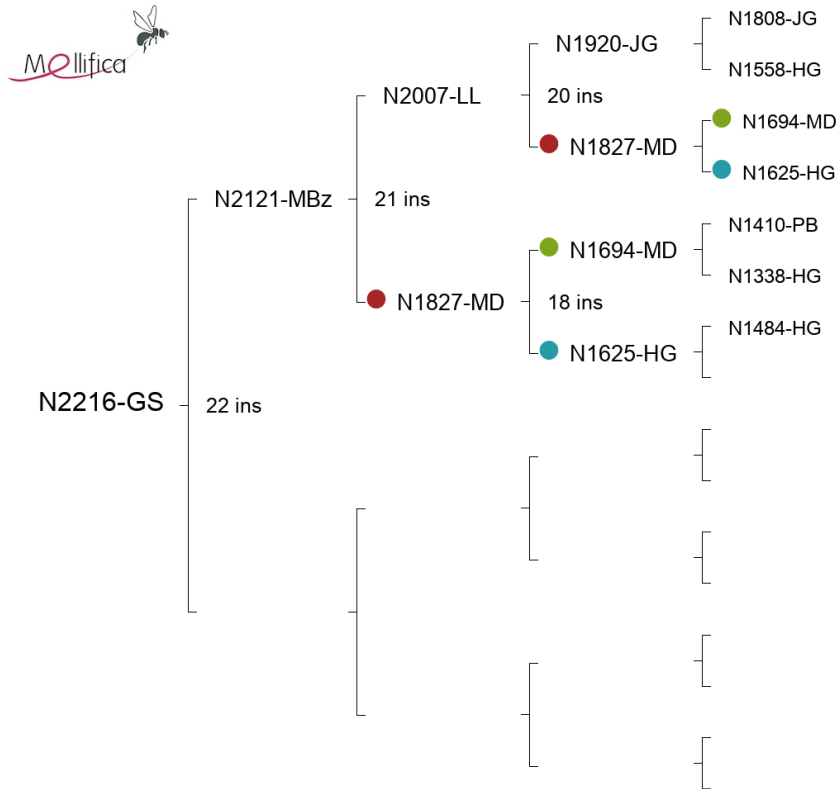 Mellifica
N1808-JG
N1920-JG
N1558-HG
N2007-LL
20 ins
N1694-MD
N1827-MD
N1625-HG
N2121-MBz
21 ins
N1410-PB
N1694-MD
N1338-HG
N1827-MD
18 ins
N1484-HG
N1625-HG
N2216-GS
22 ins